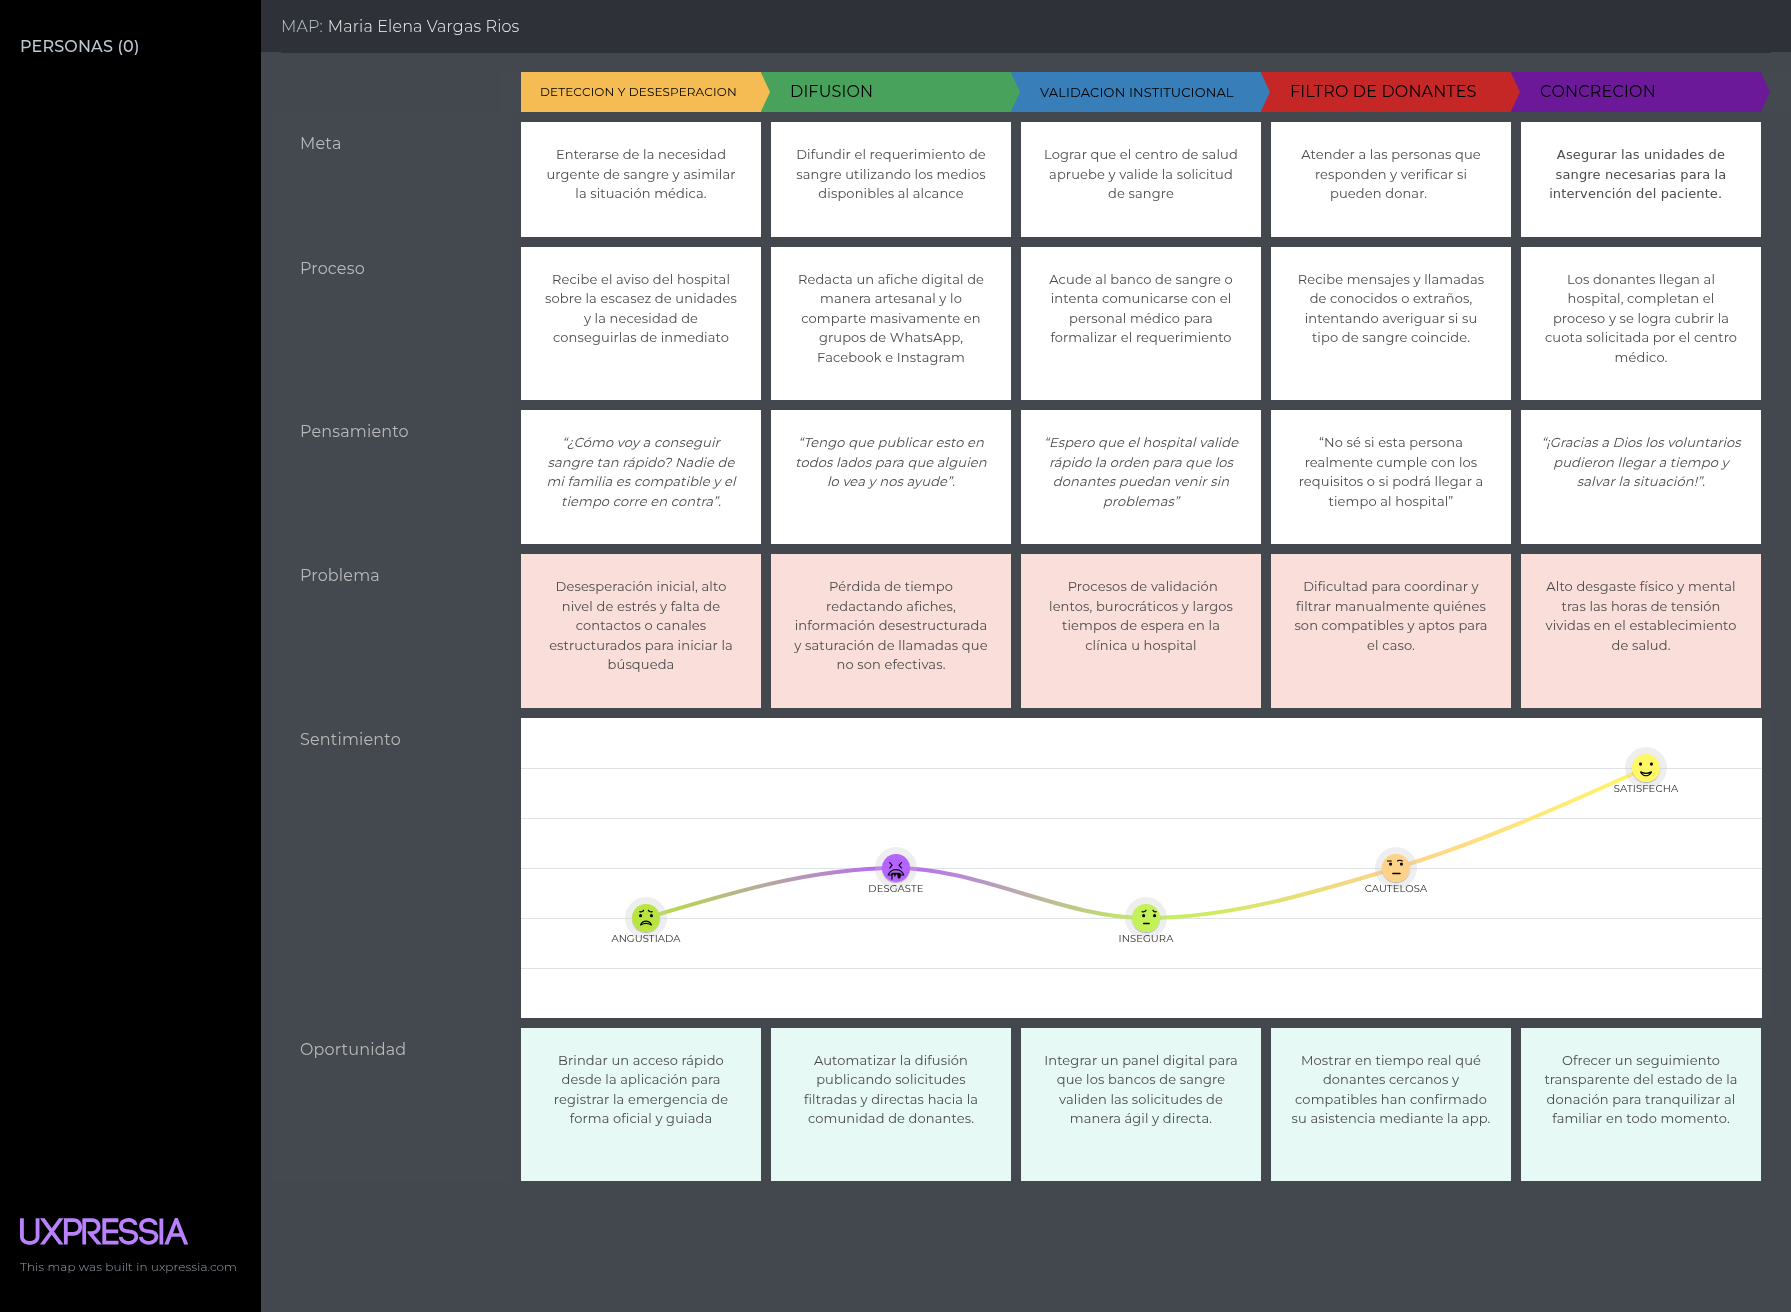 PERSONAS (0)
MAP: Maria Elena Vargas Rios
DETECCION Y DESESPERACION
DIFUSION
VALIDACION INSTITUCIONAL
FILTRO DE DONANTES
CONCRECION
Meta
Enterarse de la necesidad
urgente de sangre y asimilar
la situación médica.
Difundir el requerimiento de
sangre utilizando los medios
disponibles al alcance
Lograr que el centro de salud
apruebe y valide la solicitud
de sangre
Atender a las personas que
responden y verificar si
pueden donar.
Asegurar las unidades de
sangre necesarias para la
intervención del paciente.
Proceso
Recibe el aviso del hospital
sobre la escasez de unidades
y la necesidad de
conseguirlas de inmediato
Redacta un afiche digital de
manera artesanal y lo
comparte masivamente en
grupos de WhatsApp,
Facebook e Instagram
Acude al banco de sangre o
intenta comunicarse con el
personal médico para
formalizar el requerimiento
Recibe mensajes y llamadas
de conocidos o extraños,
intentando averiguar si su
tipo de sangre coincide.
Los donantes llegan al
hospital, completan el
proceso y se logra cubrir la
cuota solicitada por el centro
médico.
Pensamiento
“¿Cómo voy a conseguir
sangre tan rápido? Nadie de
mi familia es compatible y el
tiempo corre en contra”.
“Tengo que publicar esto en
todos lados para que alguien
lo vea y nos ayude”.
“Espero que el hospital valide
rápido la orden para que los
donantes puedan venir sin
problemas”
“No sé si esta persona
realmente cumple con los
requisitos o si podrá llegar a
tiempo al hospital”
“¡Gracias a Dios los voluntarios
pudieron llegar a tiempo y
salvar la situación!”.
Problema
Desesperación inicial, alto
nivel de estrés y falta de
contactos o canales
estructurados para iniciar la
búsqueda
Pérdida de tiempo
redactando afiches,
información desestructurada
y saturación de llamadas que
no son efectivas.
Procesos de validación
lentos, burocráticos y largos
tiempos de espera en la
clínica u hospital
Dificultad para coordinar y
filtrar manualmente quiénes
son compatibles y aptos para
el caso.
Alto desgaste físico y mental
tras las horas de tensión
vividas en el establecimiento
de salud.
Sentimiento
ANGUSTIADA
DESGASTE
INSEGURA
CAUTELOSA
SATISFECHA
Oportunidad
Brindar un acceso rápido
desde la aplicación para
registrar la emergencia de
forma oficial y guiada
Automatizar la difusión
publicando solicitudes
filtradas y directas hacia la
comunidad de donantes.
Integrar un panel digital para
que los bancos de sangre
validen las solicitudes de
manera ágil y directa.
Mostrar en tiempo real qué
donantes cercanos y
compatibles han confirmado
su asistencia mediante la app.
Ofrecer un seguimiento
transparente del estado de la
donación para tranquilizar al
familiar en todo momento.
UXPRESSIA
This map was built in uxpressia.com